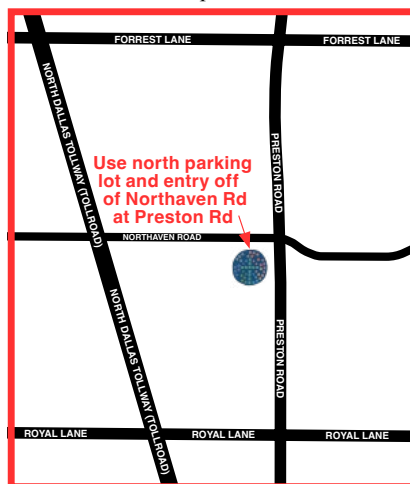 FORREST LANE
FORREST LANE
NORTH DALLAS TOLLWAY (TOLLROAD)
PRESTON ROAD
Use north parking
lot and entry off
of Northaven Rd
at Preston Rd
NORTHAVEN ROAD
NORTH DALLAS TOLLWAY (TOLLROAD)
PRESTON ROAD
ROYAL LANE
ROYAL LANE
ROYAL LANE